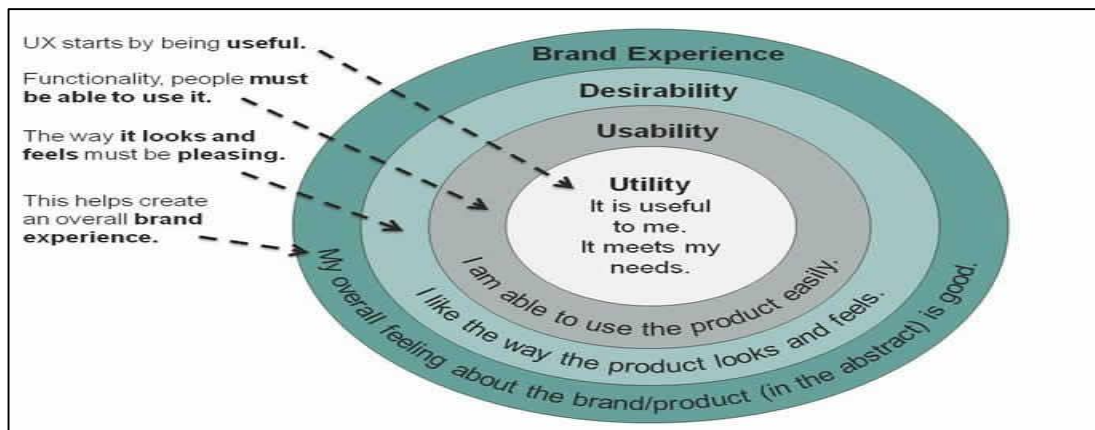 UX starts by being useful.
Functionality, people must
be able to use it.
The way it looks and
feels must be pleasing.
This helps create
an overall brand
experience.
Brand Experience
Desirability
Usability
Utility
It is useful
to me.
It meets my
needs.
I am able to use the product easily.
I like the way the product looks and feels.
My overall feeling about the brand/product (in the abstract) is good.